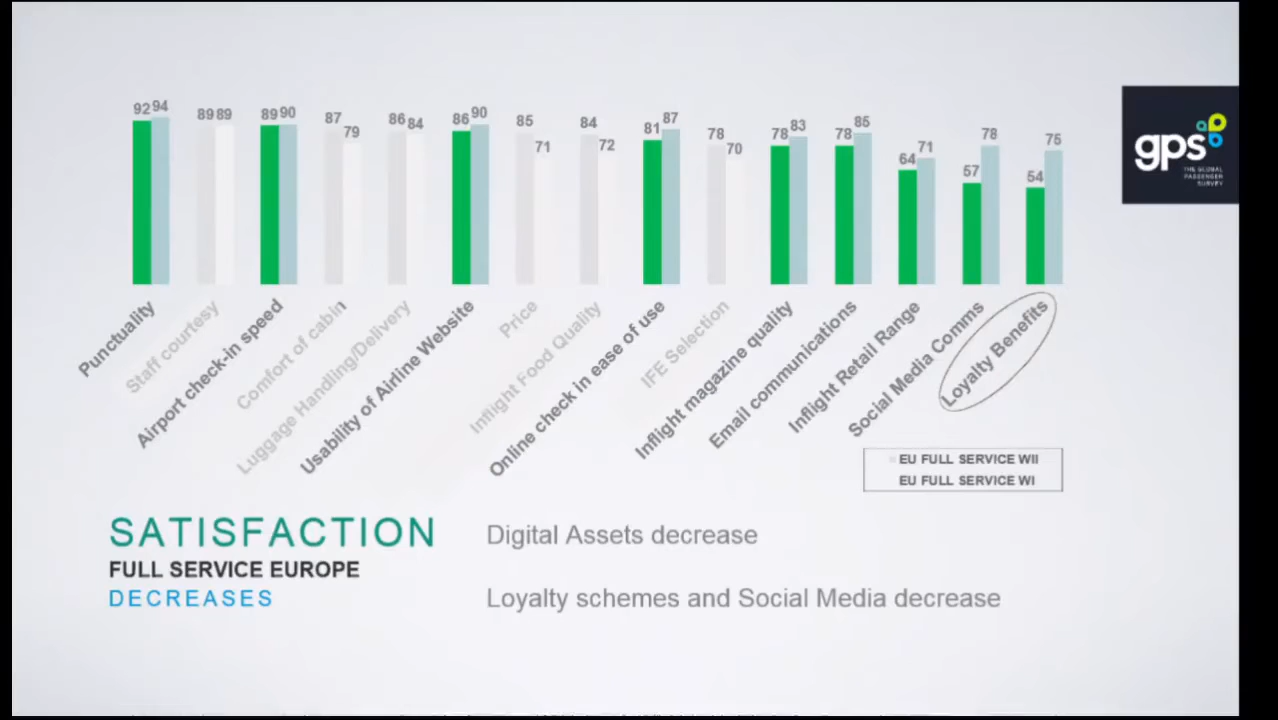 92 94
89 89
89 90
87 79
86 84
86 90
85 71
84 72
81 87
78 70
78 83
78 85
64 71
57 78
54 75
Punctuality
Staff courtesy
Airport check-in speed
Comfort of cabin
Luggage Handling/Delivery
Usability of Airline Website
Price
Inflight Food Quality
Online check in ease of use
IFE Selection
Inflight magazine quality
Email communications
Inflight Retail Range
Social Media Comms
Loyalty Benefits
gps
THE GLOBAL
PASSENGER
SURVEY
EU FULL SERVICE WII
EU FULL SERVICE WI
SATISFACTION
FULL SERVICE EUROPE
DECREASES
Digital Assets decrease
Loyalty schemes and Social Media decrease